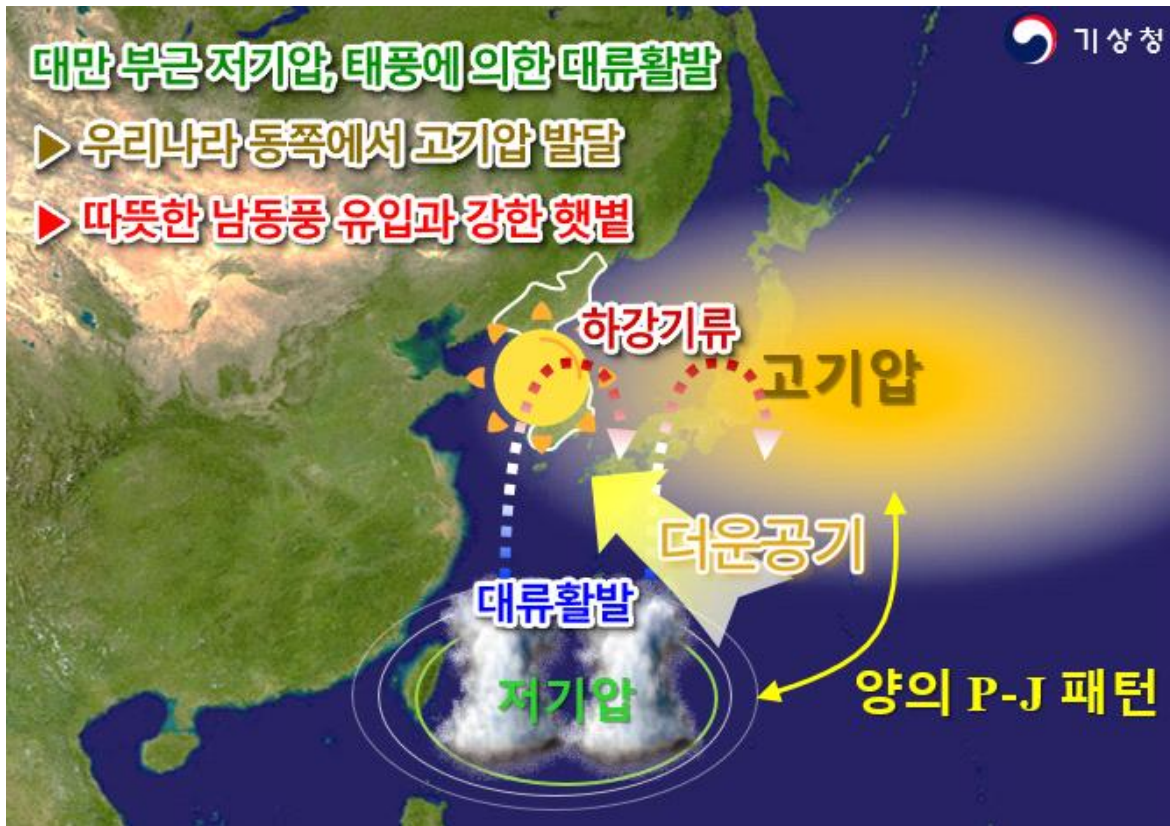 기상청
대만 부근 저기압, 태풍에 의한 대류활발
▶ 우리나라 동쪽에서 고기압 발달
▶ 따뜻한 남동풍 유입과 강한 햇볕
하강기류
고기압
더운공기
대류활발
저기압
양의 P-J 패턴